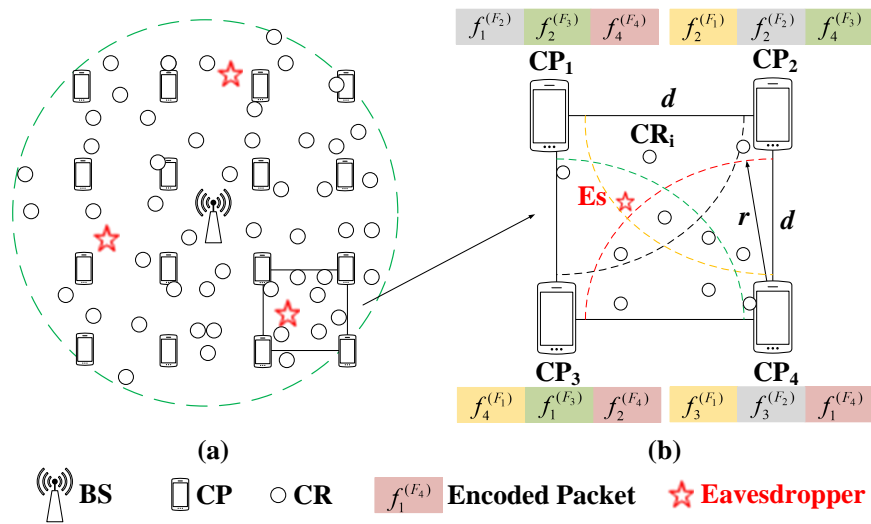 f_1^{(F_2)} f_2^{(F_3)} f_4^{(F_4)} f_2^{(F_1)} f_2^{(F_2)} f_4^{(F_3)}
CP_1 CP_2
d
CR_i
Es
r d
CP_3 CP_4
f_4^{(F_1)} f_1^{(F_3)} f_2^{(F_4)} f_3^{(F_1)} f_3^{(F_2)} f_1^{(F_4)}
(a) (b)
BS CP CR f_1^{(F_4)} Encoded Packet Eavesdropper